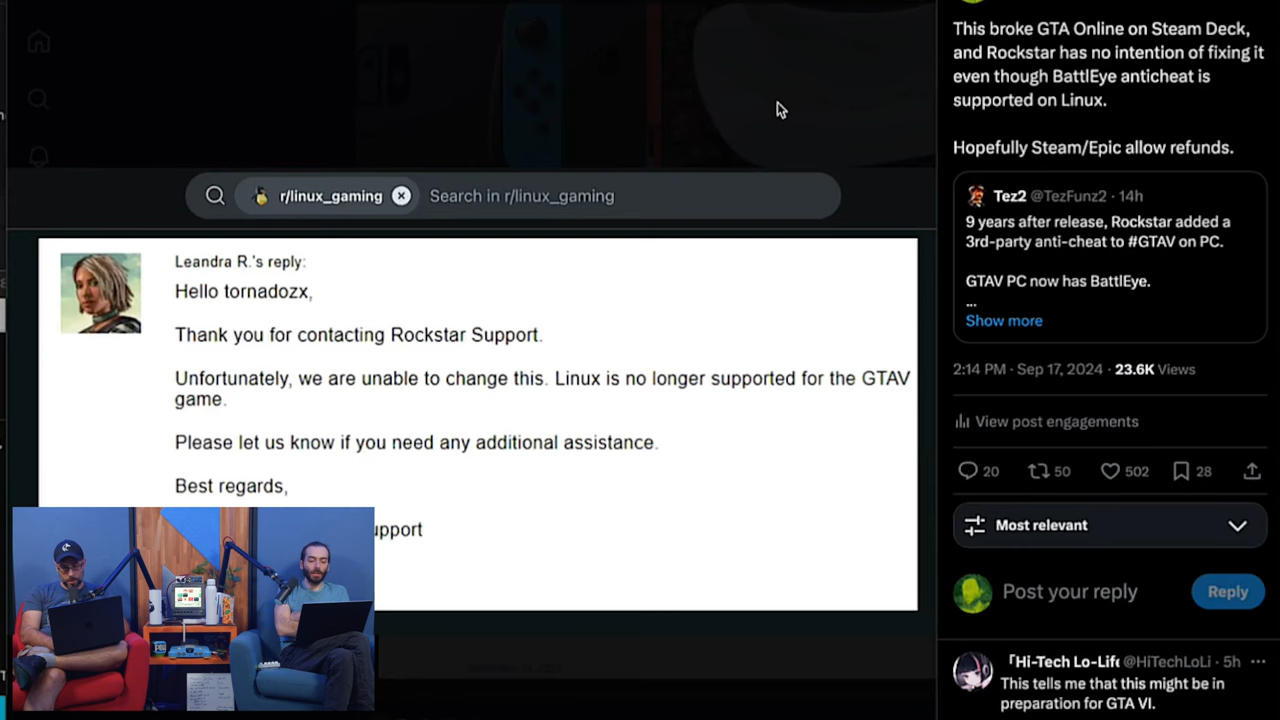 r/linux_gaming
Search in r/linux_gaming
Leandra R.'s reply:
Hello tornadozx,
Thank you for contacting Rockstar Support.
Unfortunately, we are unable to change this. Linux is no longer supported for the GTAV
game.
Please let us know if you need any additional assistance.
Best regards,
upport
This broke GTA Online on Steam Deck,
and Rockstar has no intention of fixing it
even though BattlEye anticheat is
supported on Linux.
Hopefully Steam/Epic allow refunds.
Tez2 @TezFunz2 · 14h
9 years after release, Rockstar added a
3rd-party anti-cheat to #GTAV on PC.
GTAV PC now has BattlEye.
...
Show more
2:14 PM · Sep 17, 2024 · 23.6K Views
View post engagements
20 50 502 28
Most relevant
Post your reply
Reply
「Hi-Tech Lo-Life @HiTechLoLi · 5h ···
This tells me that this might be in
preparation for GTA VI.